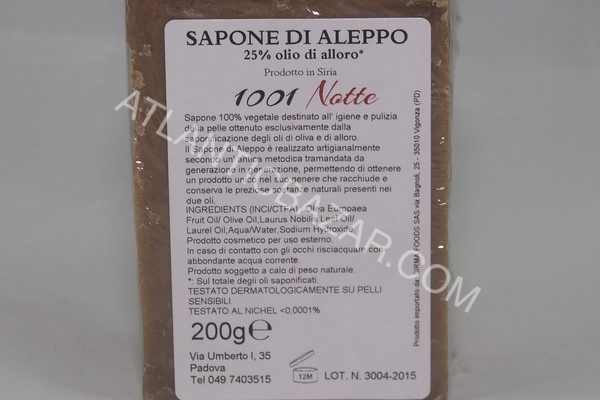 SAPONE DI ALEPPO
25% olio di alloro*
Prodotto in Siria
1001 Notte
Sapone 100% vegetale destinato all' igiene e pulizia
della pelle ottenuto esclusivamente dalla
saponificazione degli oli di oliva e di alloro.
Il Sapone di Aleppo è realizzato artigianalmente
secondo un'antica metodica tramandata da
generazione in generazione, permettendo di ottenere
un prodotto unico nel suo genere che racchiude e
conserva le preziose sostanze naturali presenti nei
due oli.
INGREDIENTS (INCI/CTFA) : Olea Europaea
Fruit Oil/ Olive Oil,Laurus Nobilis Leaf Oil/
Laurel Oil,Aqua/Water,Sodium Hydroxide.
Prodotto cosmetico per uso esterno.
In caso di contatto con gli occhi risciacquare con
abbondante acqua corrente.
Prodotto soggetto a calo di peso naturale.
*: Sul totale degli oli saponificati.
TESTATO DERMATOLOGICAMENTE SU PELLI
SENSIBILI.
TESTATO AL NICHEL <0,0001%
200g℮
Via Umberto I, 35
Padova
Tel 049 7403515
12M
LOT. N. 3004-2015
Prodotto importato da: FOODS SAS via Bagnoli, 25 - 35010 Vigonza (PD)
ATLANTICBAZAR.COM